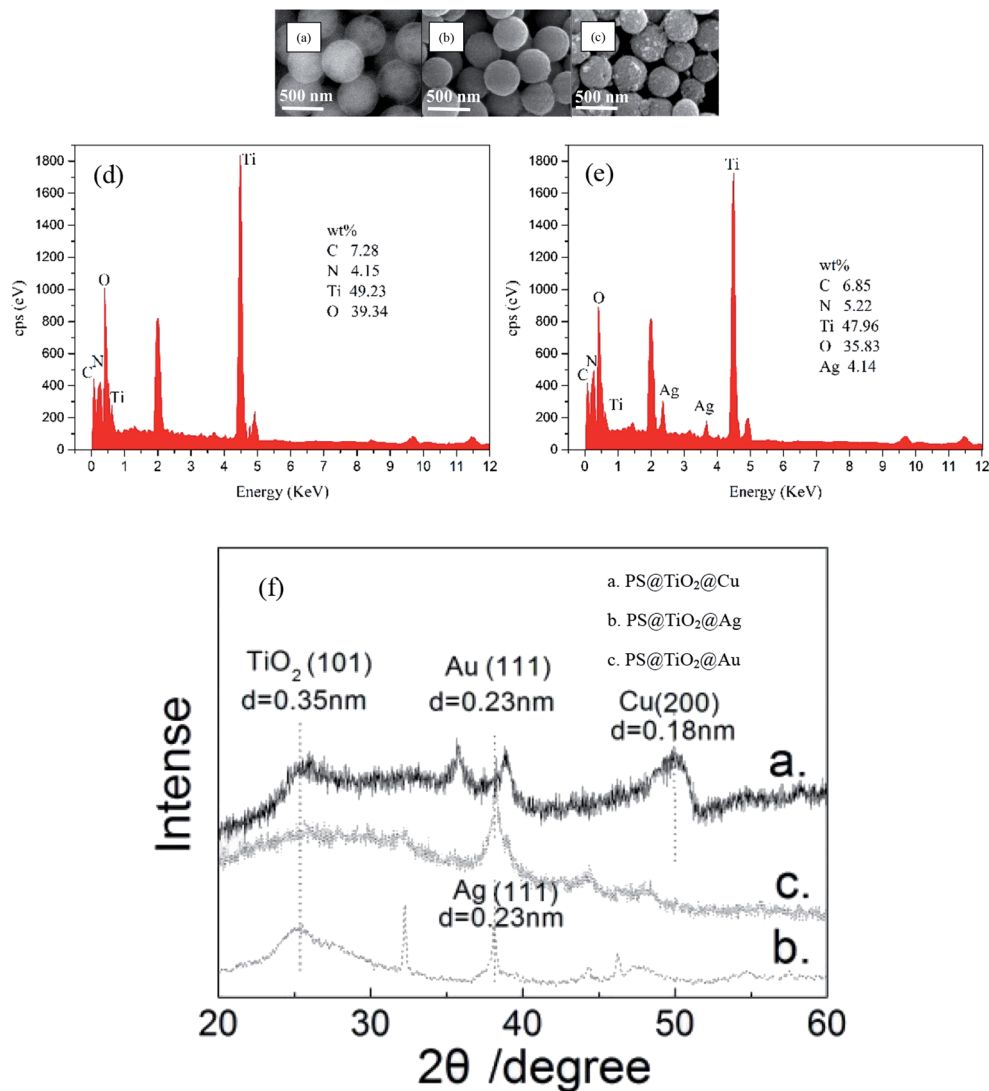 (a)
(b)
(c)
500 nm
500 nm
500 nm
(d)
cps (eV)
1800
1600
1400
1200
1000
800
600
400
200
0
Ti
O
N
C
Ti
wt%
C 7.28
N 4.15
Ti 49.23
O 39.34
0 1 2 3 4 5 6 7 8 9 10 11 12
Energy (KeV)
(e)
cps (eV)
1800
1600
1400
1200
1000
800
600
400
200
0
Ti
O
N
C
Ti
Ag
Ag
wt%
C 6.85
N 5.22
Ti 47.96
O 35.83
Ag 4.14
0 1 2 3 4 5 6 7 8 9 10 11 12
Energy (KeV)
(f)
a. PS@TiO₂@Cu
b. PS@TiO₂@Ag
c. PS@TiO₂@Au
TiO₂(101)
d=0.35nm
Au (111)
d=0.23nm
Cu(200)
d=0.18nm
a.
c.
Ag (111)
d=0.23nm
b.
Intense
20 30 40 50 60
2θ /degree